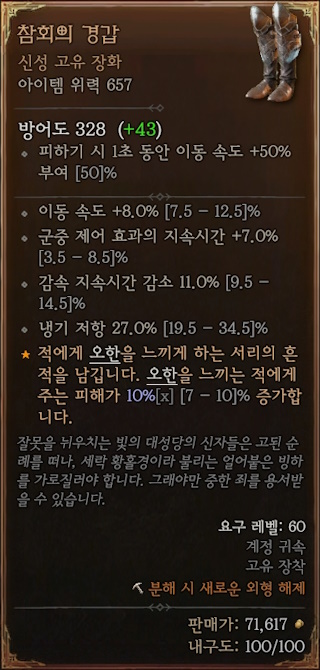 참회의 경갑
신성 고유 장화
아이템 위력 657
방어도 328 (+43)
피하기 시 1초 동안 이동 속도 +50%
부여 [50]%
이동 속도 +8.0% [7.5 - 12.5]%
군중 제어 효과의 지속시간 +7.0%
[3.5 - 8.5]%
감속 지속시간 감소 11.0% [9.5 -
14.5]%
냉기 저항 27.0% [19.5 - 34.5]%
적에게 오한을 느끼게 하는 서리의 흔
적을 남깁니다. 오한을 느끼는 적에게
주는 피해가 10%[x] [7 - 10]% 증가합
니다.
잘못을 뉘우치는 빛의 대성당의 신자들은 고된 순
례를 떠나, 세락 황홀경이라 불리는 얼어붙은 빙하
를 가로질러야 합니다. 그래야만 중한 죄를 용서받
을 수 있습니다.
요구 레벨: 60
계정 귀속
고유 장착
분해 시 새로운 외형 해제
판매가: 71,617
내구도: 100/100